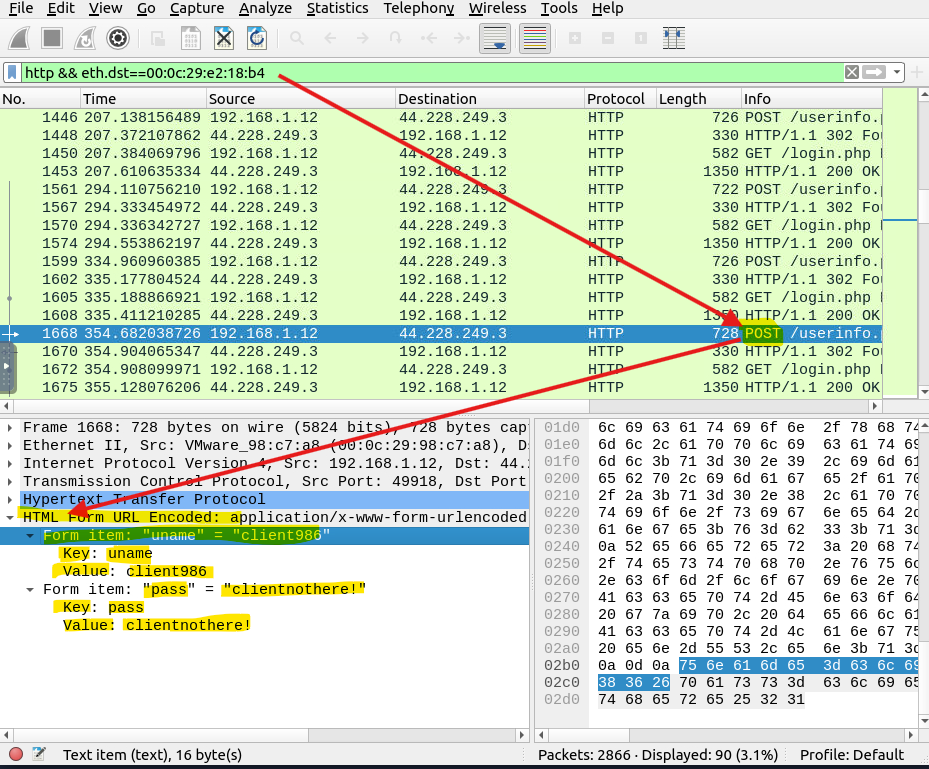 File Edit View Go Capture Analyze Statistics Telephony Wireless Tools Help
http && eth.dst==00:0c:29:e2:18:b4
No. Time Source Destination Protocol Length Info
1446 207.138156489 192.168.1.12 44.228.249.3 HTTP 726 POST /userinfo.p
1448 207.372107862 44.228.249.3 192.168.1.12 HTTP 330 HTTP/1.1 302 Fou
1450 207.384069796 192.168.1.12 44.228.249.3 HTTP 582 GET /login.php H
1453 207.610635334 44.228.249.3 192.168.1.12 HTTP 1350 HTTP/1.1 200 OK
1561 294.110756210 192.168.1.12 44.228.249.3 HTTP 722 POST /userinfo.p
1567 294.333454972 44.228.249.3 192.168.1.12 HTTP 330 HTTP/1.1 302 Fou
1570 294.336342727 192.168.1.12 44.228.249.3 HTTP 582 GET /login.php H
1574 294.553862197 44.228.249.3 192.168.1.12 HTTP 1350 HTTP/1.1 200 OK
1599 334.960960385 192.168.1.12 44.228.249.3 HTTP 726 POST /userinfo.p
1602 335.177804524 44.228.249.3 192.168.1.12 HTTP 330 HTTP/1.1 302 Fou
1605 335.188866921 192.168.1.12 44.228.249.3 HTTP 582 GET /login.php H
1608 335.411210285 44.228.249.3 192.168.1.12 HTTP 1350 HTTP/1.1 200 OK
1668 354.682038726 192.168.1.12 44.228.249.3 HTTP 728 POST /userinfo.p
1670 354.904065347 44.228.249.3 192.168.1.12 HTTP 330 HTTP/1.1 302 Fou
1672 354.908099971 192.168.1.12 44.228.249.3 HTTP 582 GET /login.php H
1675 355.128076206 44.228.249.3 192.168.1.12 HTTP 1350 HTTP/1.1 200 OK
Frame 1668: 728 bytes on wire (5824 bits), 728 bytes cap
Ethernet II, Src: VMware_98:c7:a8 (00:0c:29:98:c7:a8), D
Internet Protocol Version 4, Src: 192.168.1.12, Dst: 44.
Transmission Control Protocol, Src Port: 49918, Dst Port
Hypertext Transfer Protocol
HTML Form URL Encoded: application/x-www-form-urlencoded
Form item: "uname" = "client986"
Key: uname
Value: client986
Form item: "pass" = "clientnothere!"
Key: pass
Value: clientnothere!
01d0 6c 69 63 61 74 69 6f 6e 2f 78 68 74
01e0 6d 6c 2c 61 70 70 6c 69 63 61 74 69
01f0 6d 6c 3b 71 3d 30 2e 39 2c 69 6d 61
0200 65 62 70 2c 69 6d 61 67 65 2f 61 70
0210 2f 2a 3b 71 3d 30 2e 38 2c 61 70 70
0220 74 69 6f 6e 2f 73 69 67 6e 65 64 2d
0230 61 6e 67 65 3b 76 3d 62 33 3b 71 3d
0240 0a 52 65 66 65 72 65 72 3a 20 68 74
0250 2f 74 65 73 74 70 68 70 2e 76 75 6c
0260 2e 63 6f 6d 2f 6c 6f 67 69 6e 2e 70
0270 41 63 63 65 70 74 2d 45 6e 63 6f 64
0280 20 67 7a 69 70 2c 20 64 65 66 6c 61
0290 41 63 63 65 70 74 2d 4c 61 6e 67 75
02a0 20 65 6e 2d 55 53 2c 65 6e 3b 71 3d
02b0 0a 0d 0a 75 6e 61 6d 65 3d 63 6c 69
02c0 38 36 26 70 61 73 73 3d 63 6c 69 65
02d0 74 68 65 72 65 25 32 31
Text item (text), 16 byte(s) Packets: 2866 · Displayed: 90 (3.1%) Profile: Default